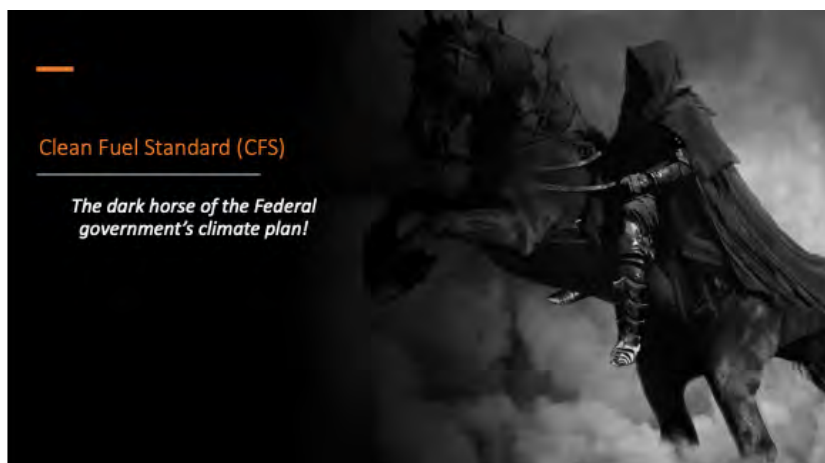 Clean Fuel Standard (CFS)
The dark horse of the Federal
government's climate plan!